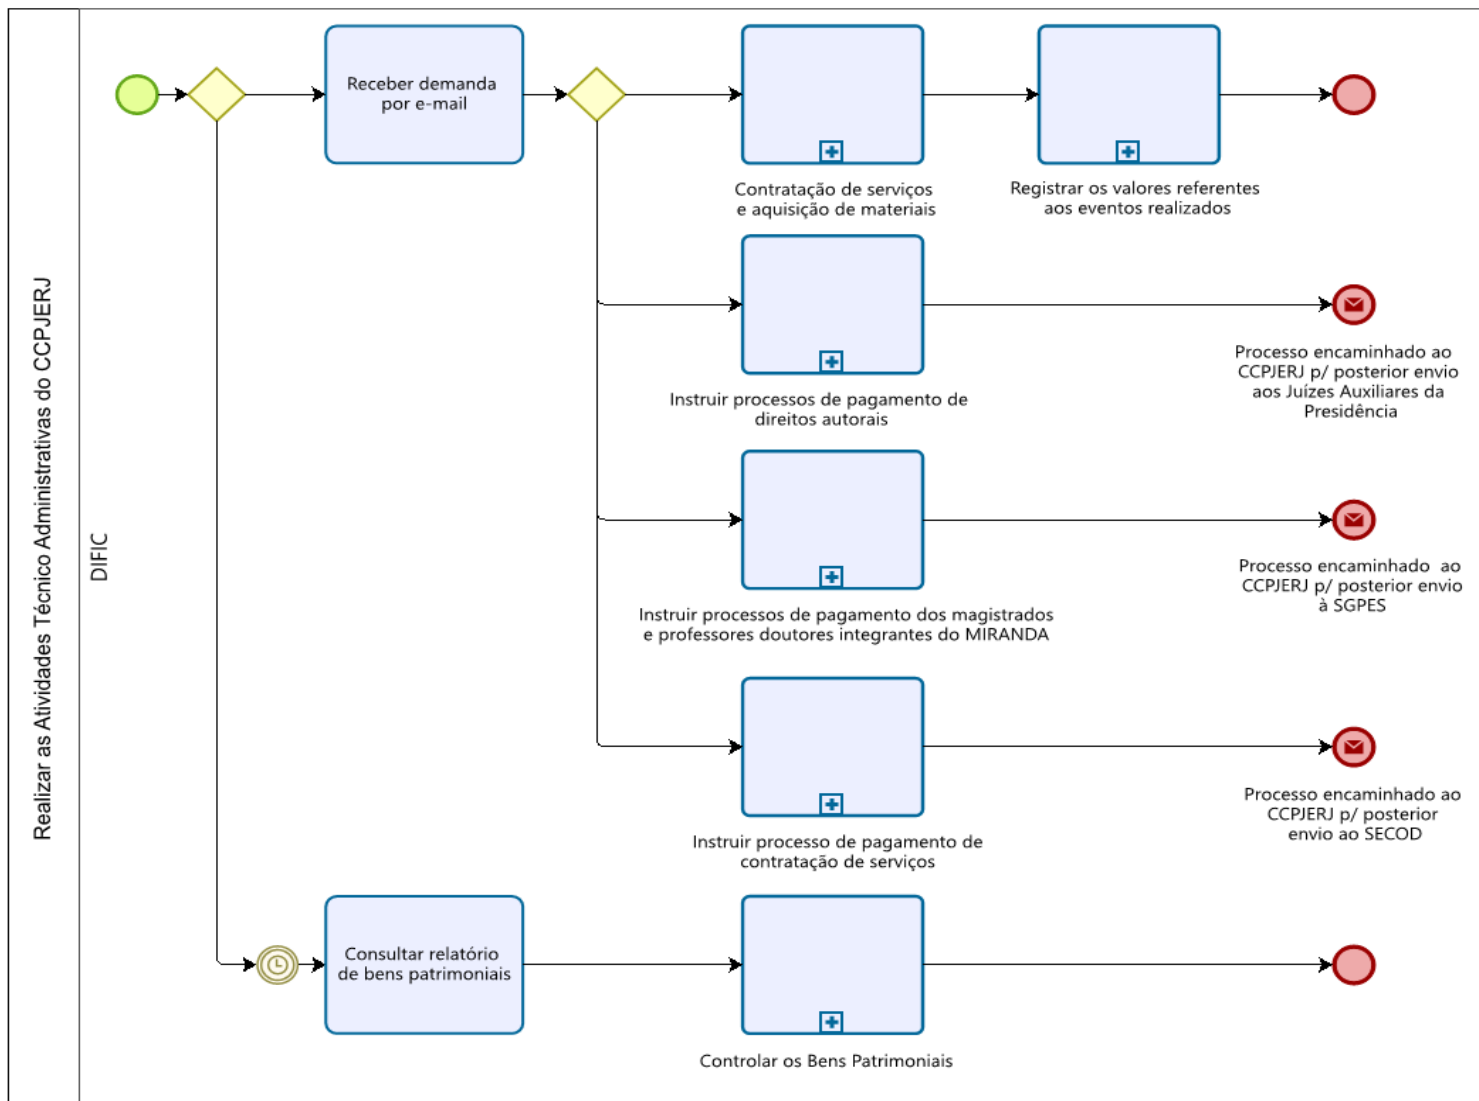 Realizar as Atividades Técnico Administrativas do CCPJERJ
DIFIC
Receber demanda
por e-mail
Contratação de serviços
e aquisição de materiais
Registrar os valores referentes
aos eventos realizados
Instruir processos de pagamento de
direitos autorais
Processo encaminhado ao
CCPJERJ p/ posterior envio
aos Juízes Auxiliares da
Presidência
Instruir processos de pagamento dos magistrados
e professores doutores integrantes do MIRANDA
Processo encaminhado ao
CCPJERJ p/ posterior envio
à SGPES
Instruir processo de pagamento de
contratação de serviços
Processo encaminhado ao
CCPJERJ p/ posterior
envio ao SECOD
Consultar relatório
de bens patrimoniais
Controlar os Bens Patrimoniais